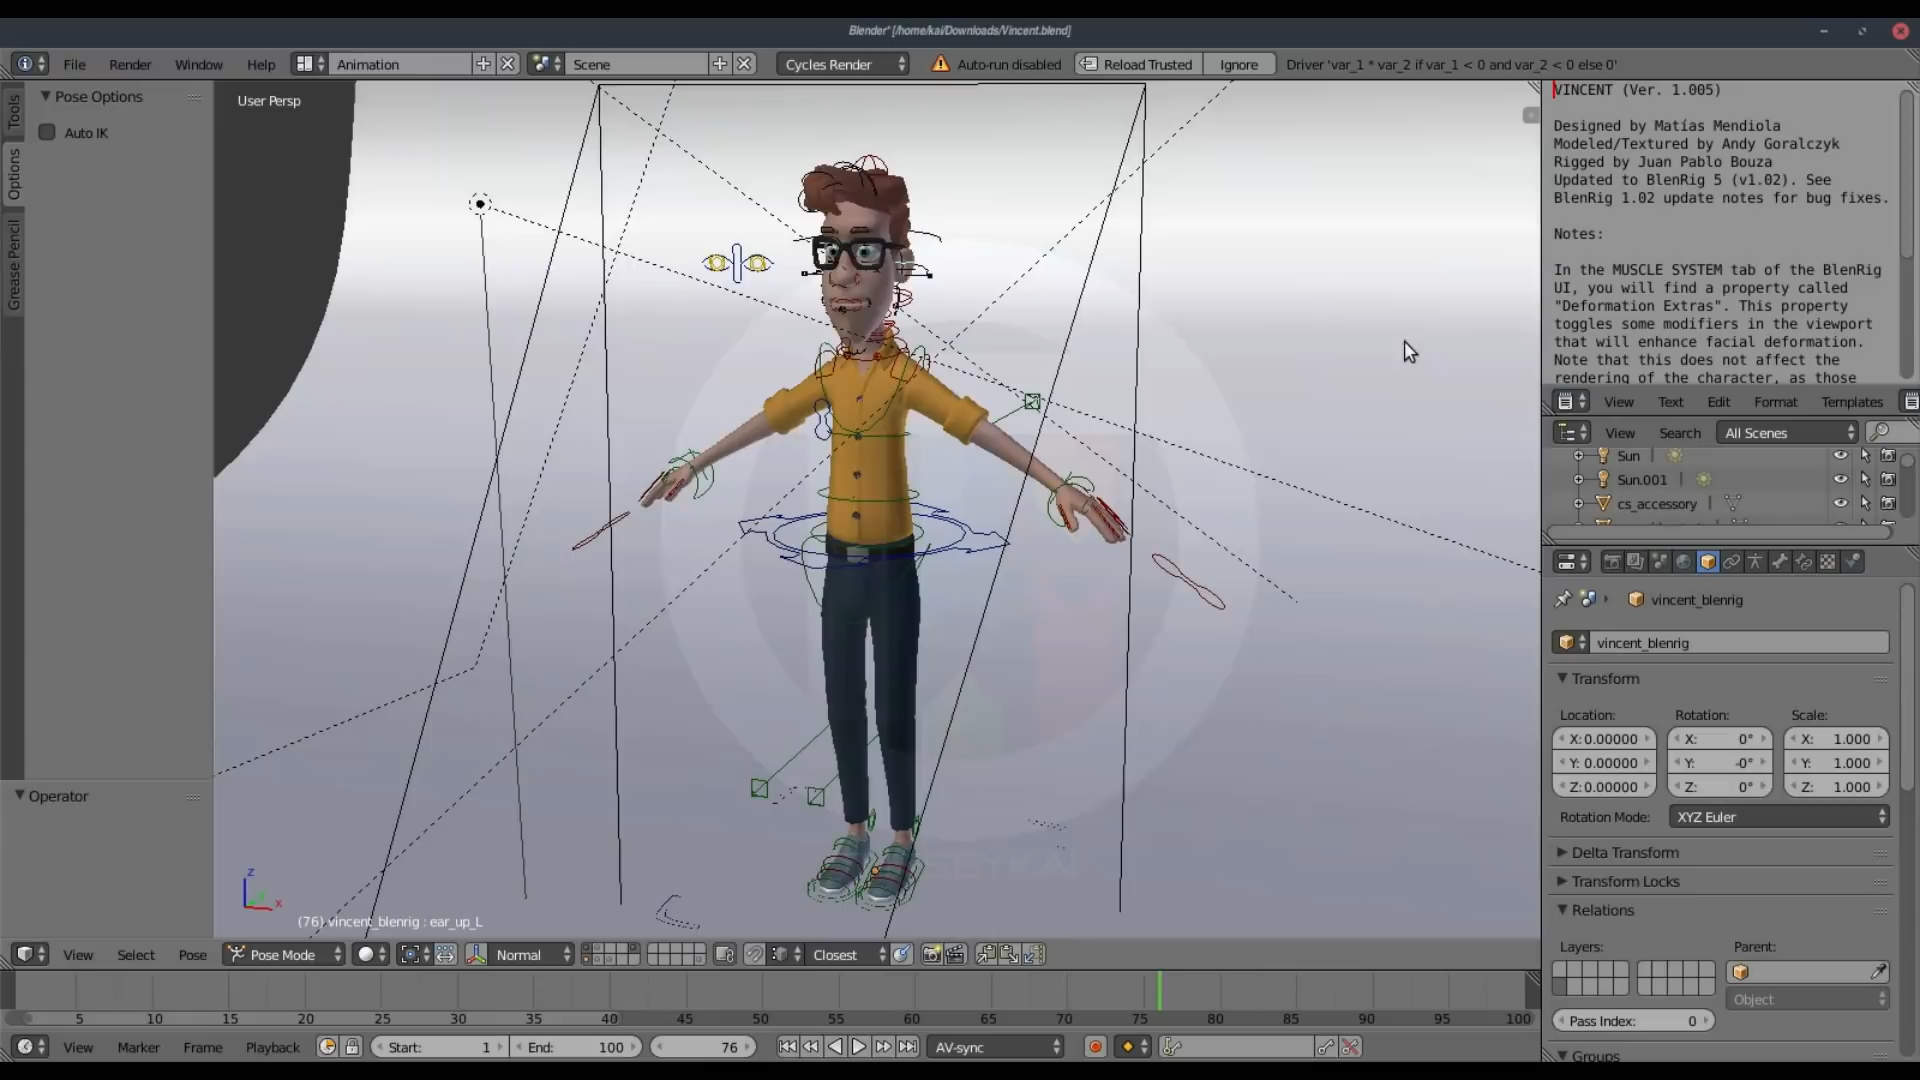 Blender* [/home/kai/Downloads/Vincent.blend]
File Render Window Help Animation Scene Cycles Render Auto-run disabled Reload Trusted Ignore Driver 'var_1 * var_2 if var_1 < 0 and var_2 < 0 else 0'
Tools
Options
Grease Pencil
Pose Options
Auto IK
Operator
User Persp
(76) vincent_blenrig : ear_up_L
z
x
VINCENT (Ver. 1.005)
Designed by Matías Mendiola
Modeled/Textured by Andy Goralczyk
Rigged by Juan Pablo Bouza
Updated to BlenRig 5 (v1.02). See
BlenRig 1.02 update notes for bug fixes.
Notes:
In the MUSCLE SYSTEM tab of the BlenRig
UI, you will find a property called
"Deformation Extras". This property
toggles some modifiers in the viewport
that will enhance facial deformation.
Note that this does not affect the
rendering of the character, as those
View Text Edit Format Templates
View Search All Scenes
Sun
Sun.001
cs_accessory
vincent_blenrig
vincent_blenrig
Transform
Location: Rotation: Scale:
X: 0.00000 X: 0° X: 1.000
Y: 0.00000 Y: -0° Y: 1.000
Z: 0.00000 Z: 0° Z: 1.000
Rotation Mode: XYZ Euler
Delta Transform
Transform Locks
Relations
Layers: Parent:
Object
Pass Index: 0
Groups
View Select Pose Pose Mode Normal Closest
5 10 15 20 25 30 35 40 45 50 55 60 65 70 75 80 85 90 95 100
View Marker Frame Playback Start: 1 End: 100 76 AV-sync